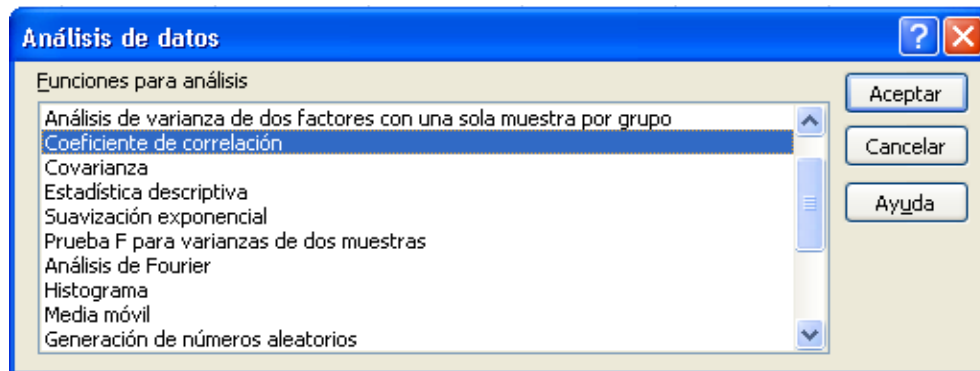 Análisis de datos
Funciones para análisis
Análisis de varianza de dos factores con una sola muestra por grupo
Coeficiente de correlación
Covarianza
Estadística descriptiva
Suavización exponencial
Prueba F para varianzas de dos muestras
Análisis de Fourier
Histograma
Media móvil
Generación de números aleatorios
Aceptar
Cancelar
Ayuda